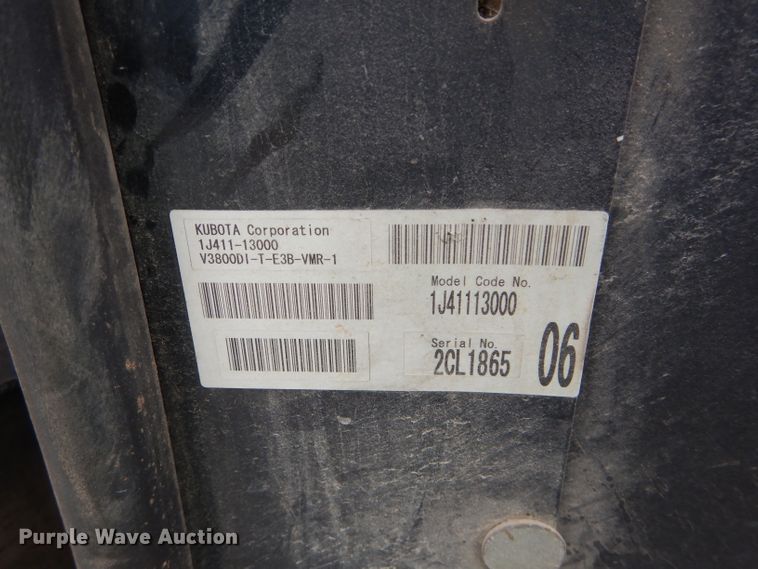 KUBOTA Corporation
1J411-13000
V3800DI-T-E3B-VMR-1
Model Code No.
1J41113000
Serial No.
2CL1865
06
Purple Wave Auction